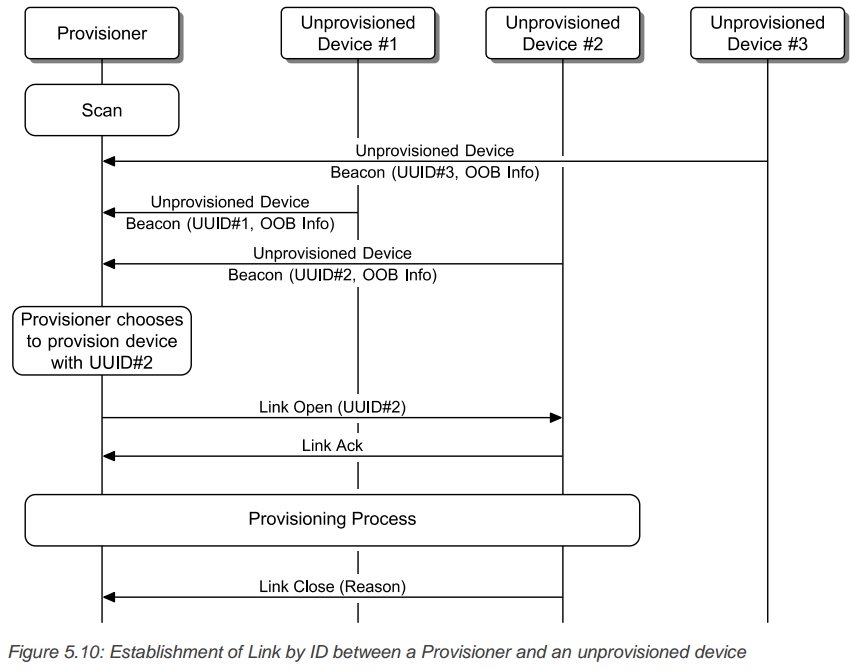 Provisioner
Unprovisioned
Device #1
Unprovisioned
Device #2
Unprovisioned
Device #3
Scan
Unprovisioned Device
Beacon (UUID#3, OOB Info)
Unprovisioned Device
Beacon (UUID#1, OOB Info)
Unprovisioned Device
Beacon (UUID#2, OOB Info)
Provisioner chooses
to provision device
with UUID#2
Link Open (UUID#2)
Link Ack
Provisioning Process
Link Close (Reason)
Figure 5.10: Establishment of Link by ID between a Provisioner and an unprovisioned device